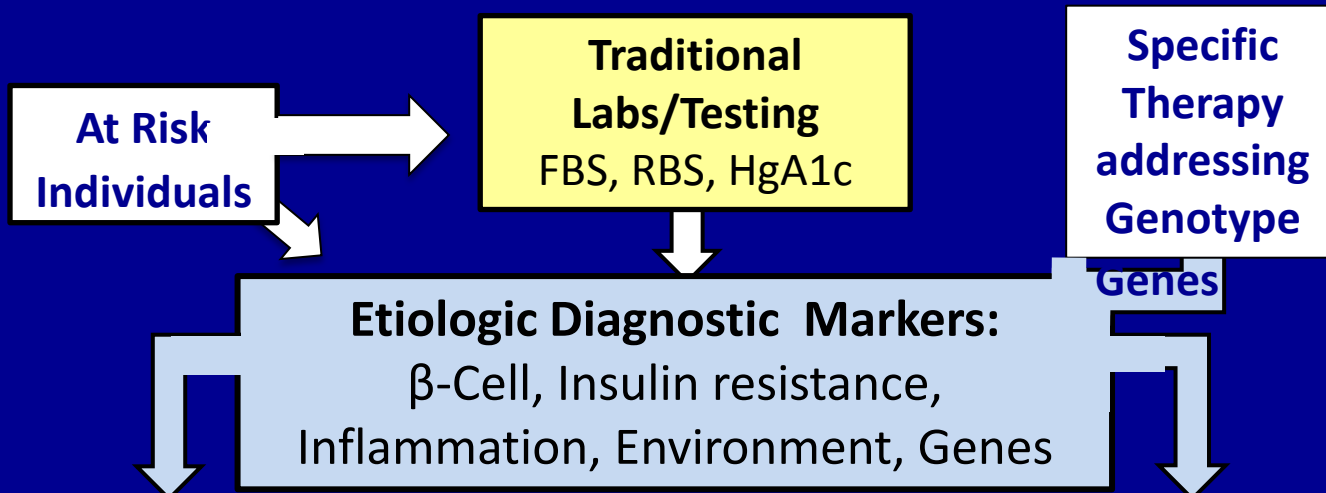 At Risk
Individuals
Traditional
Labs/Testing
FBS, RBS, HgA1c
Specific
Therapy
addressing
Genotype
Genes
Etiologic Diagnostic Markers:
β-Cell, Insulin resistance,
Inflammation, Environment, Genes